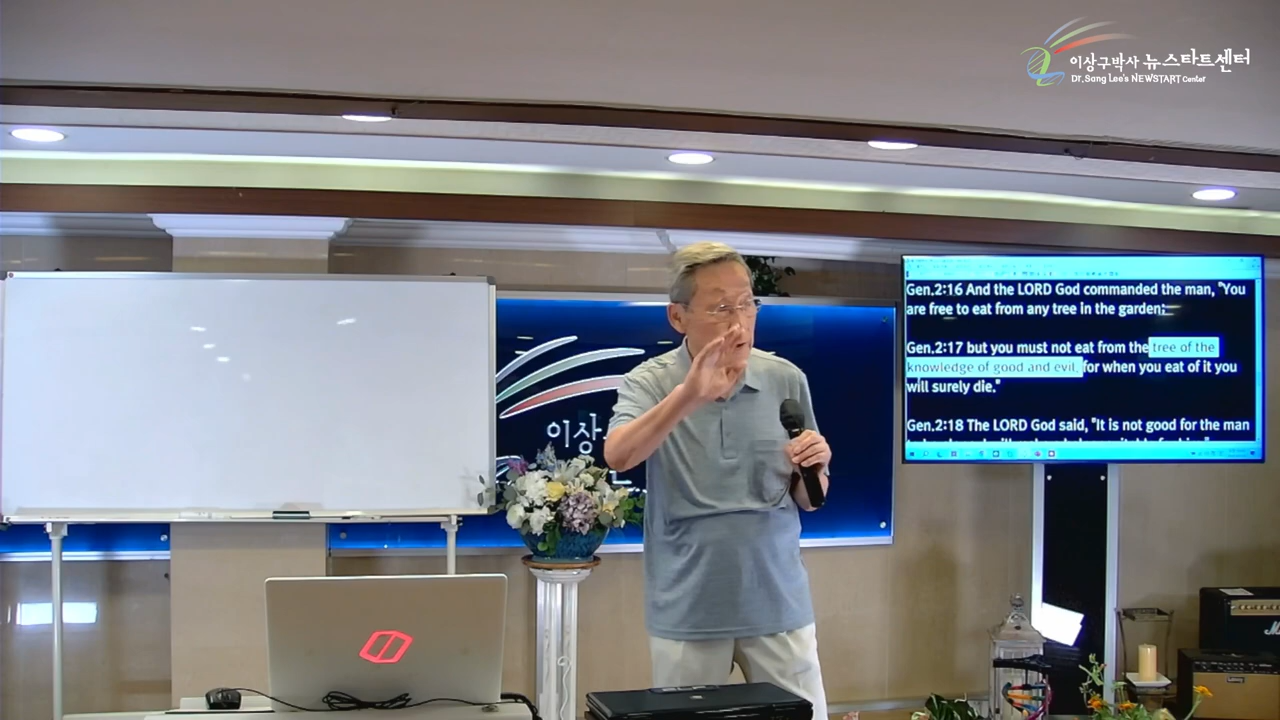 이상구박사 뉴스타트센터
Dr. Sang Lee's NEWSTART Center
Gen.2:16 And the LORD God commanded the man, "You
are free to eat from any tree in the garden;
Gen.2:17 but you must not eat from the tree of the
knowledge of good and evil, for when you eat of it you
will surely die."
Gen.2:18 The LORD God said, "It is not good for the man
이상